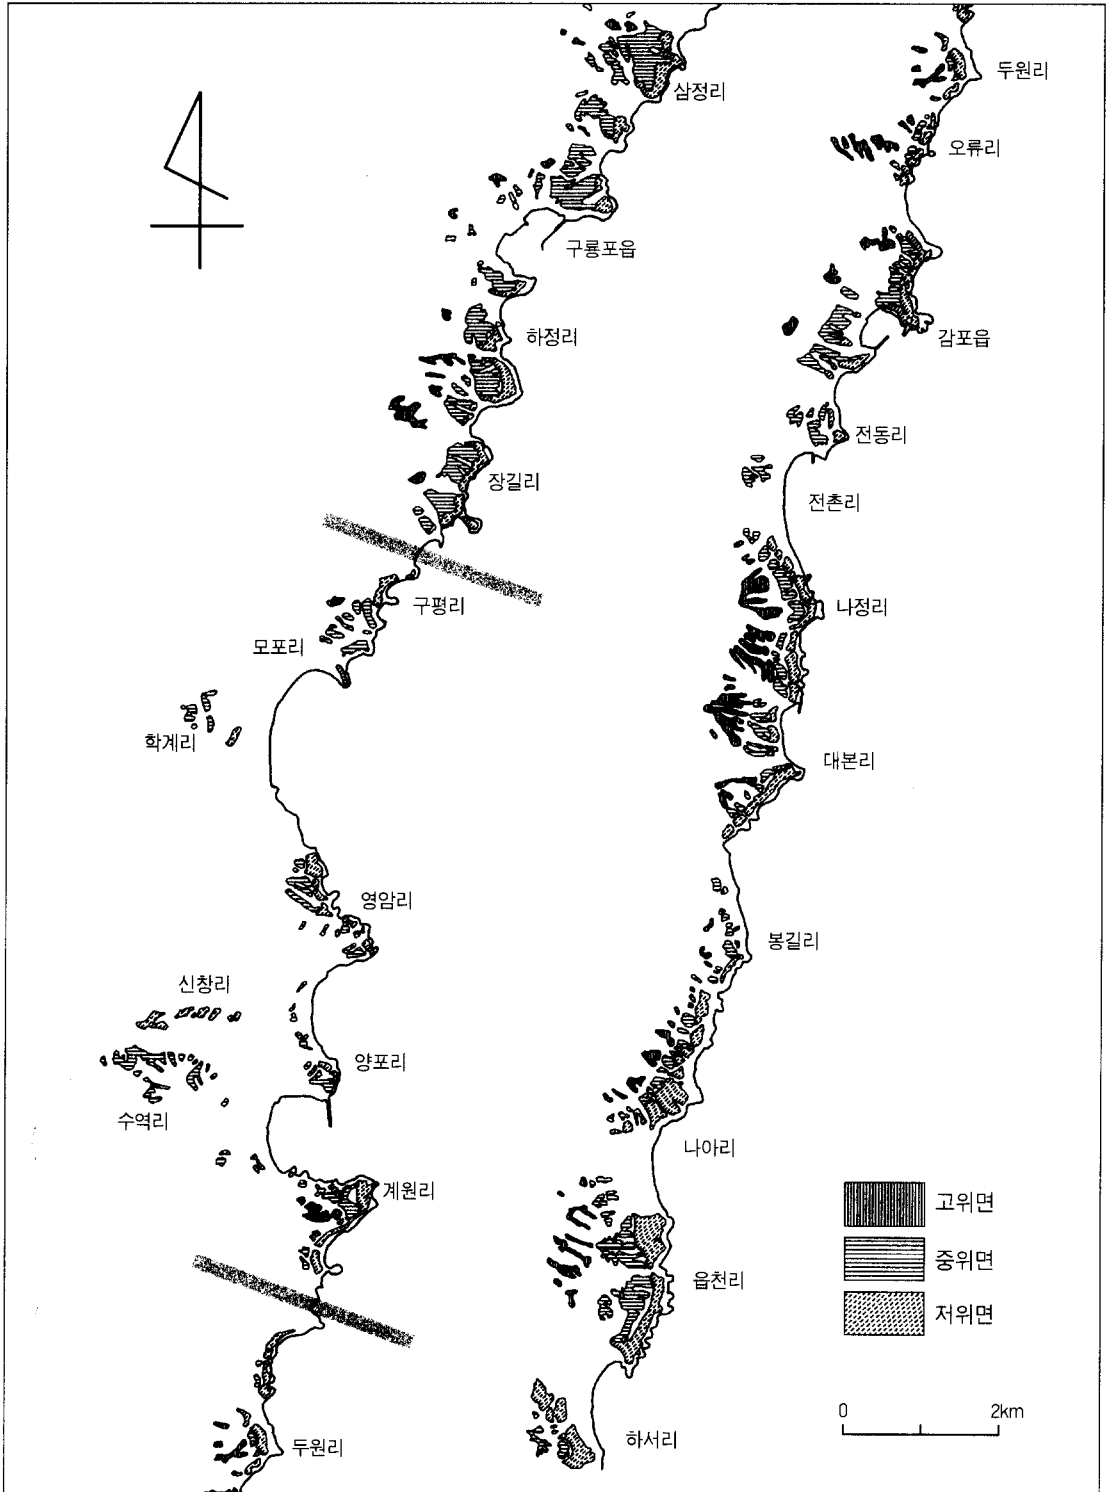 삼정리
구룡포읍
하정리
장길리
구평리
모포리
학계리
영암리
신창리
양포리
수역리
계원리
두원리
두원리
오류리
감포읍
전동리
전촌리
나정리
대본리
봉길리
나아리
읍천리
하서리
고위면
중위면
저위면
0 2km